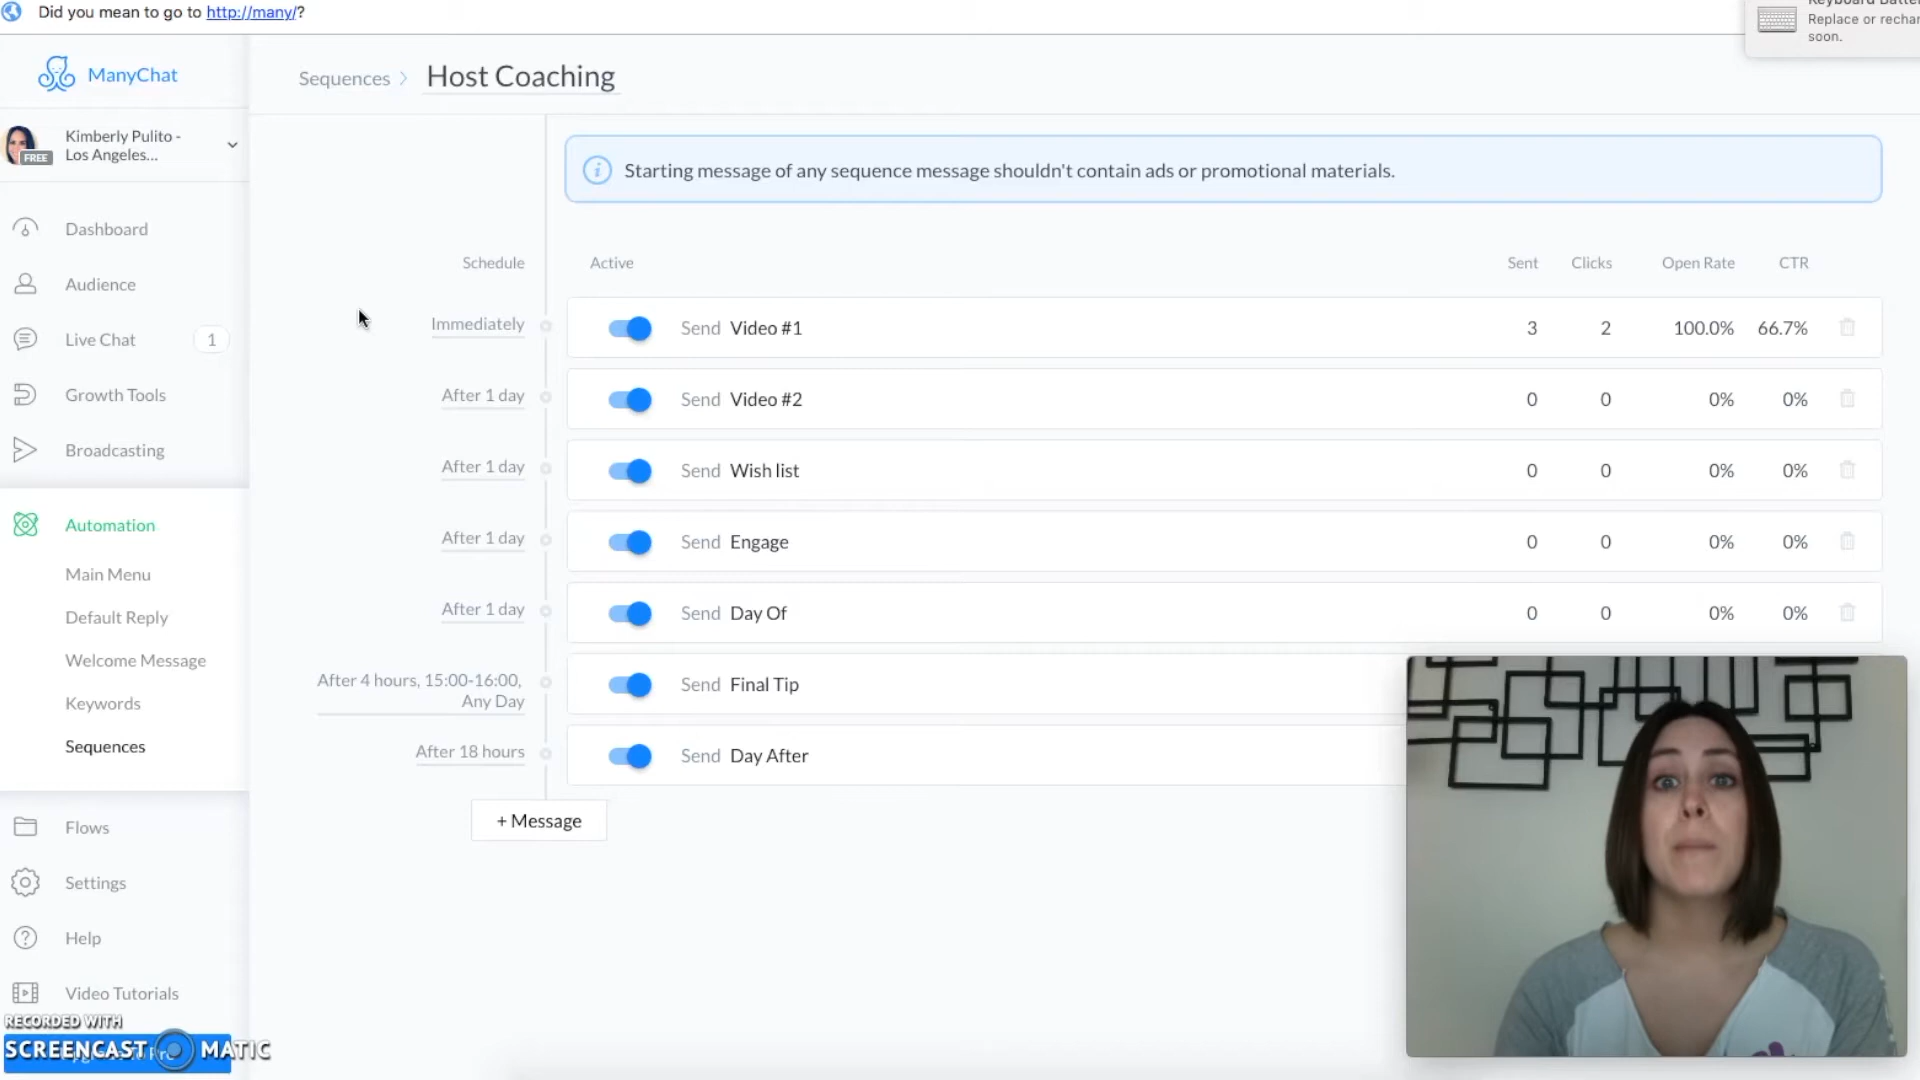 Did you mean to go to http://many/?
Replace or rechar
soon.
ManyChat
Sequences
Host Coaching
Kimberly Pulito -
Los Angeles...
FREE
Starting message of any sequence message shouldn't contain ads or promotional materials.
Dashboard
Audience
Live Chat 1
Growth Tools
Broadcasting
Automation
Main Menu
Default Reply
Welcome Message
Keywords
Sequences
Flows
Settings
Help
Video Tutorials
Schedule Active Sent Clicks Open Rate CTR
Immediately Send Video #1 3 2 100.0% 66.7%
After 1 day Send Video #2 0 0 0% 0%
After 1 day Send Wish list 0 0 0% 0%
After 1 day Send Engage 0 0 0% 0%
After 1 day Send Day Of 0 0 0% 0%
After 4 hours, 15:00-16:00,
Any Day
Send Final Tip
After 18 hours Send Day After
+ Message
RECORDED WITH
SCREENCAST MATIC